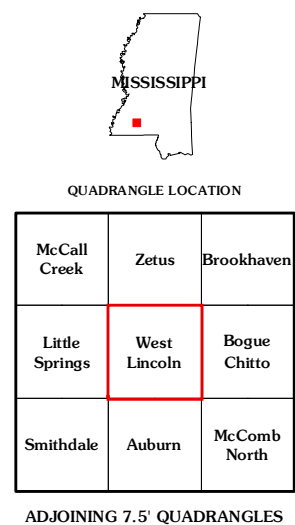 MISSISSIPPI
QUADRANGLE LOCATION
McCall
Creek
Zetus
Brookhaven
Little
Springs
West
Lincoln
Bogue
Chitto
Smithdale
Auburn
McComb
North
ADJOINING 7.5' QUADRANGLES